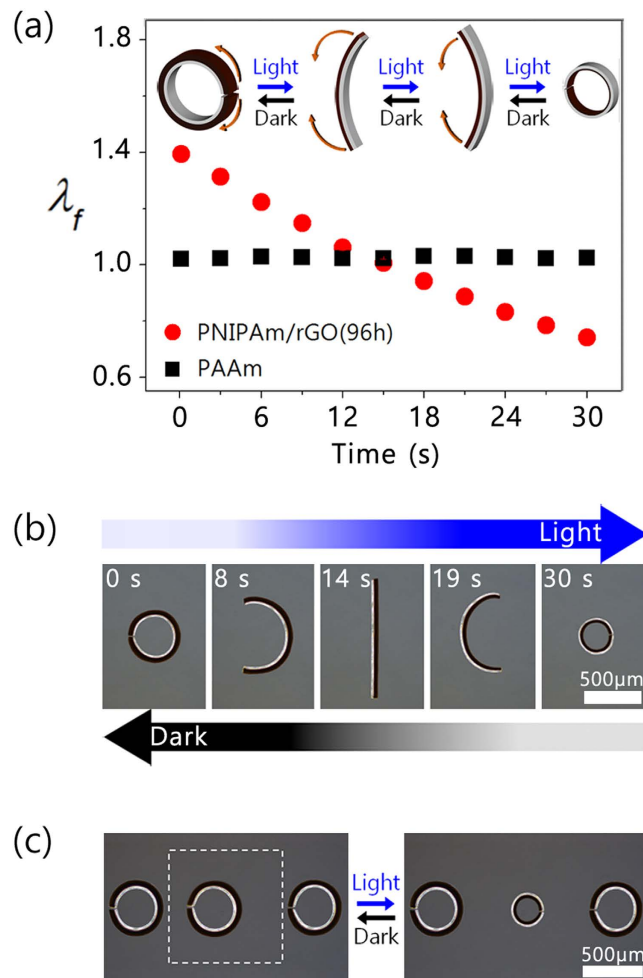 (a)
1.8
1.4
1.0
0.6
λf
Light
Dark
Light
Dark
Light
Dark
PNIPAm/rGO(96h)
PAAm
0 6 12 18 24 30
Time (s)
(b)
Light
0 s 8 s 14 s 19 s 30 s
500μm
Dark
(c)
Light
Dark
500μm